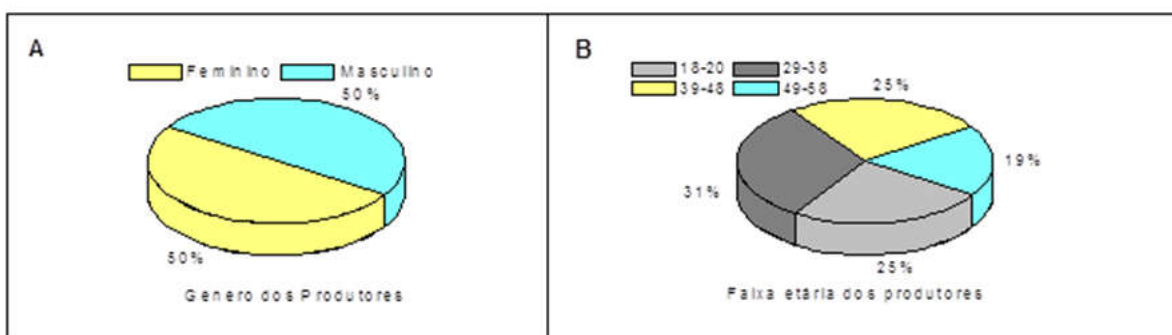 A
Feminino Masculino
50%
50%
Genero dos Produtores
B
18-20 29-38
39-48 49-58
25%
19%
31%
25%
Faixa etária dos produtores